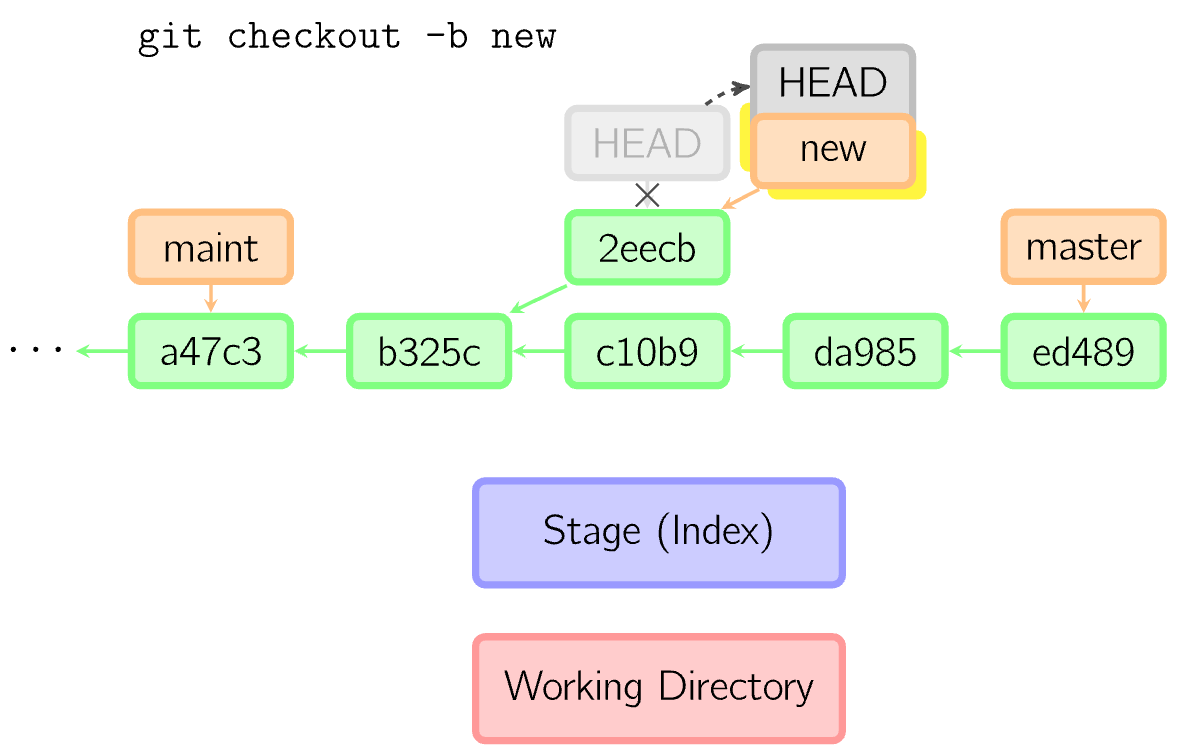 git checkout -b new
HEAD
HEAD
new
maint
2eecb
master
...
a47c3
b325c
c10b9
da985
ed489
Stage (Index)
Working Directory